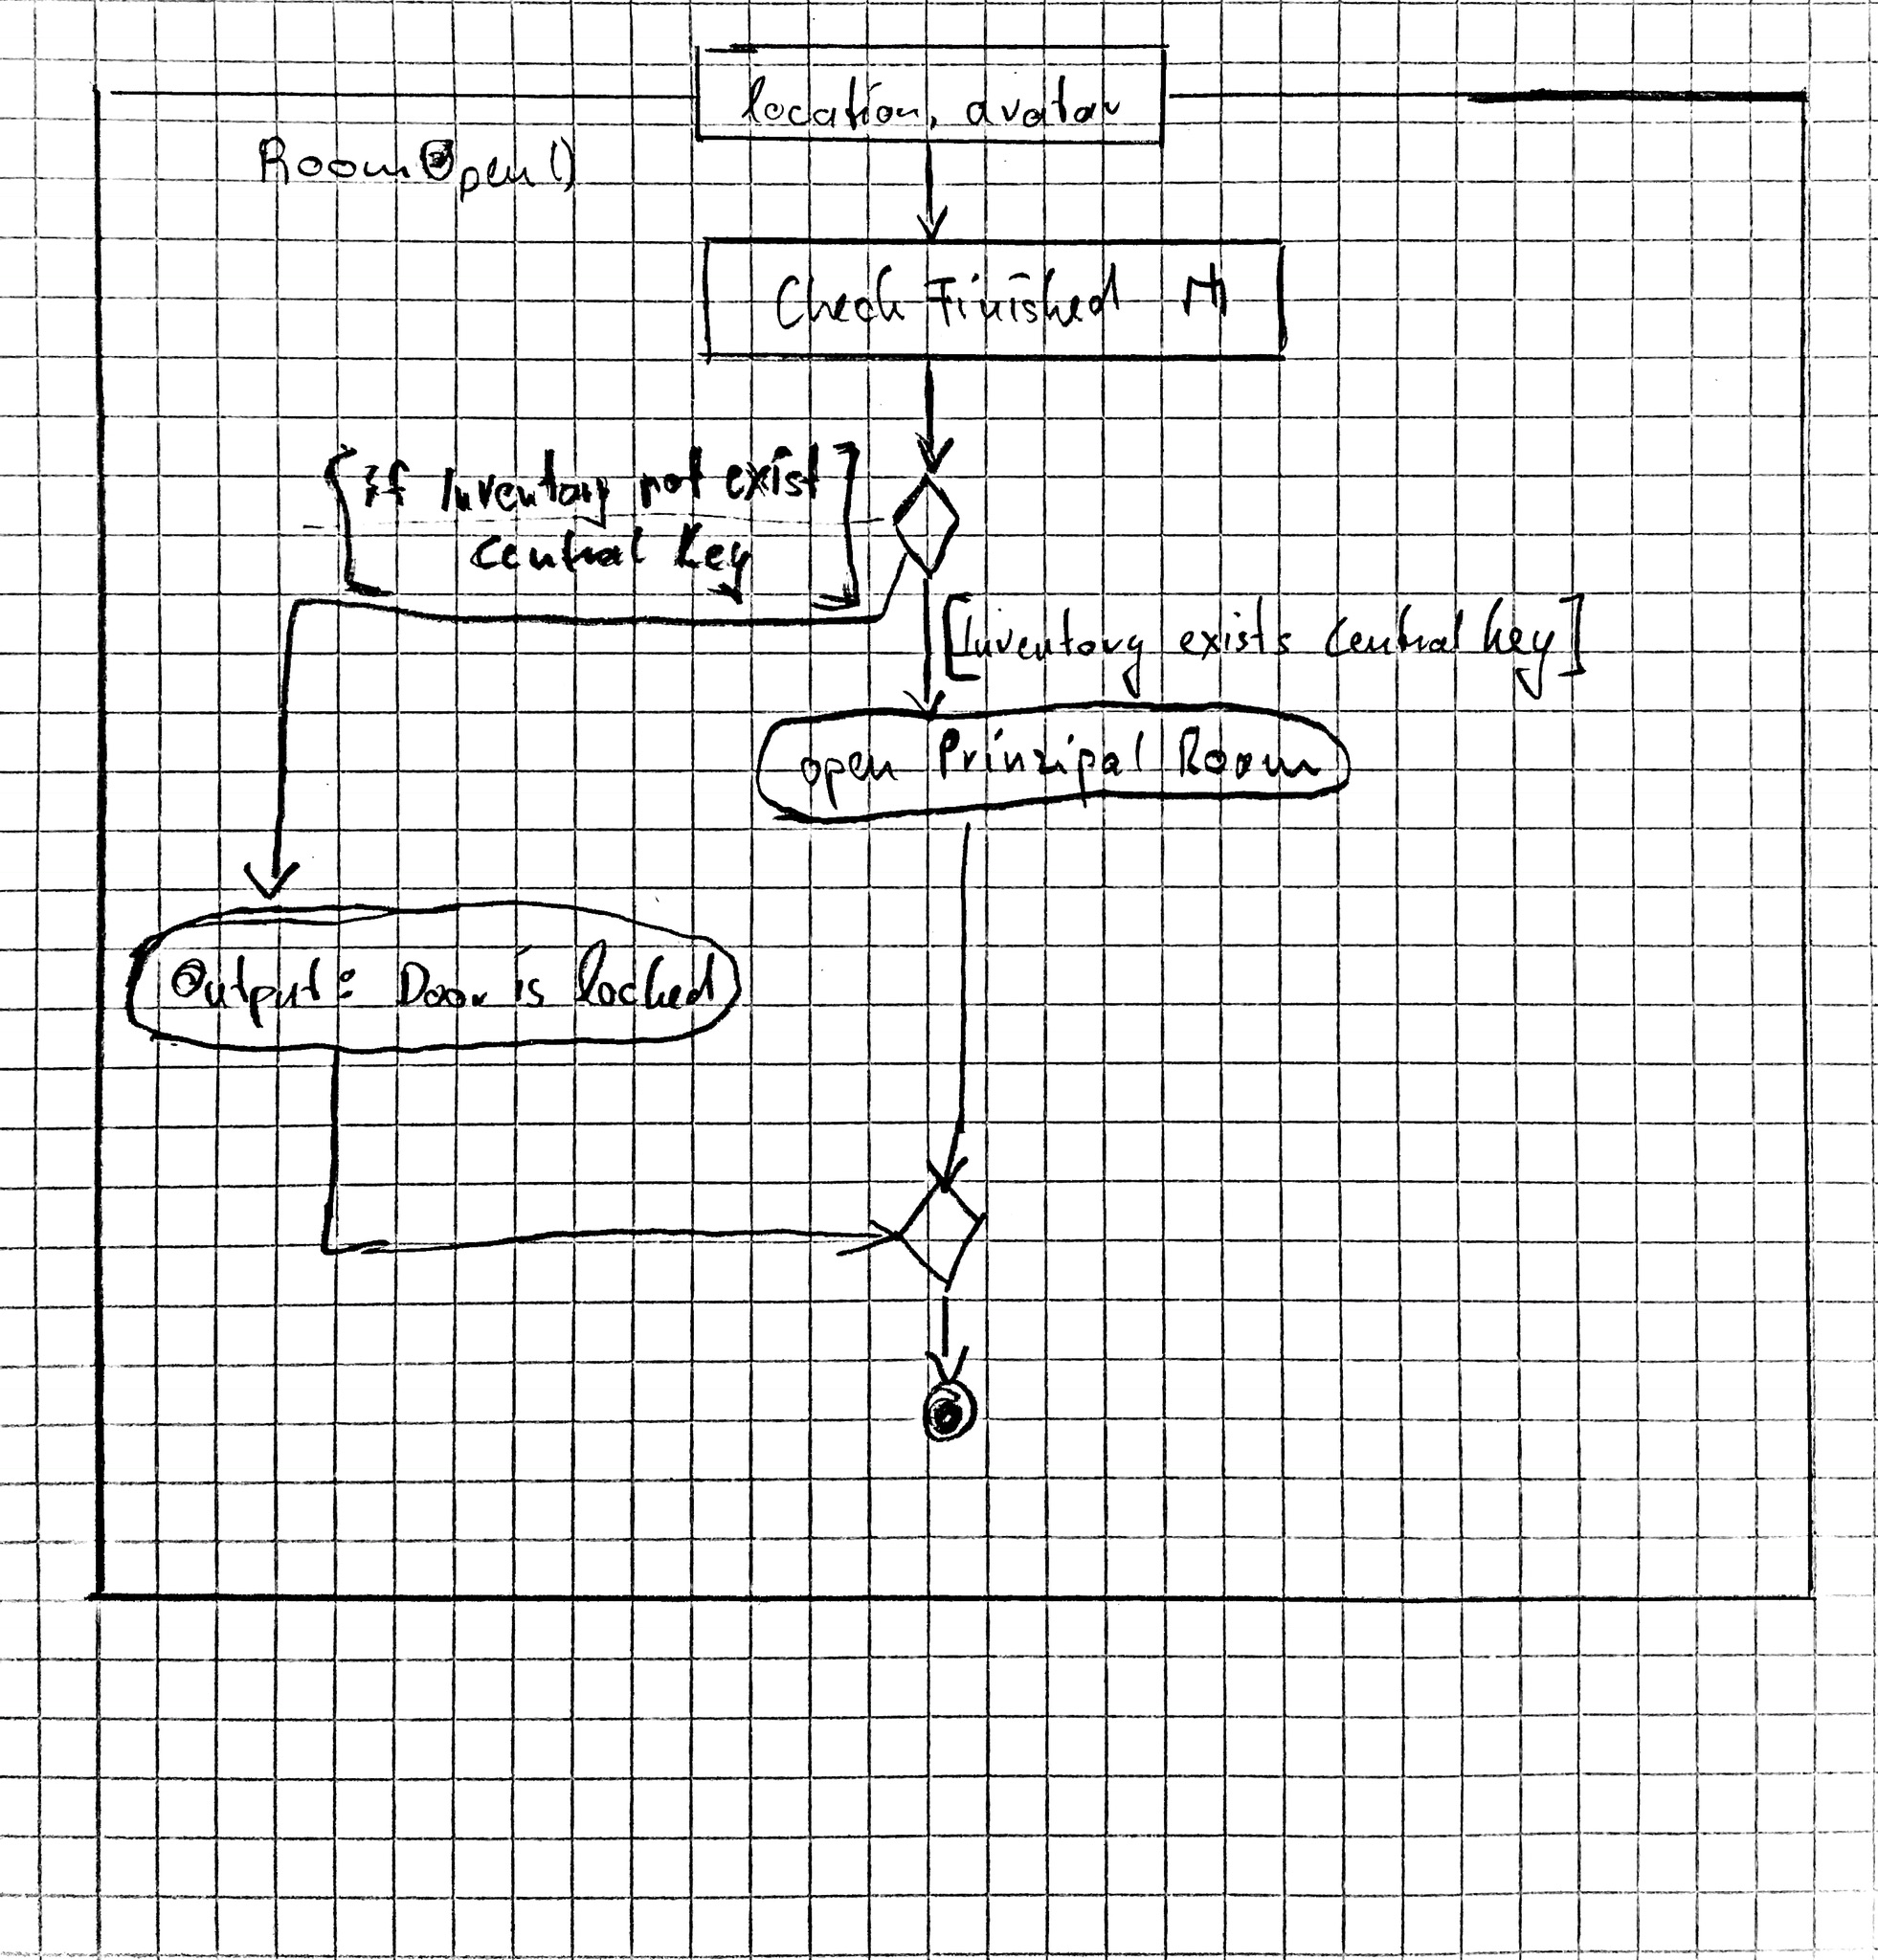 location, avatar
RoomOpen()
Check Finished
[if Inventory not exist
central key]
[Inventory exists central key]
open Prinzipal Room
Output: Door is locked